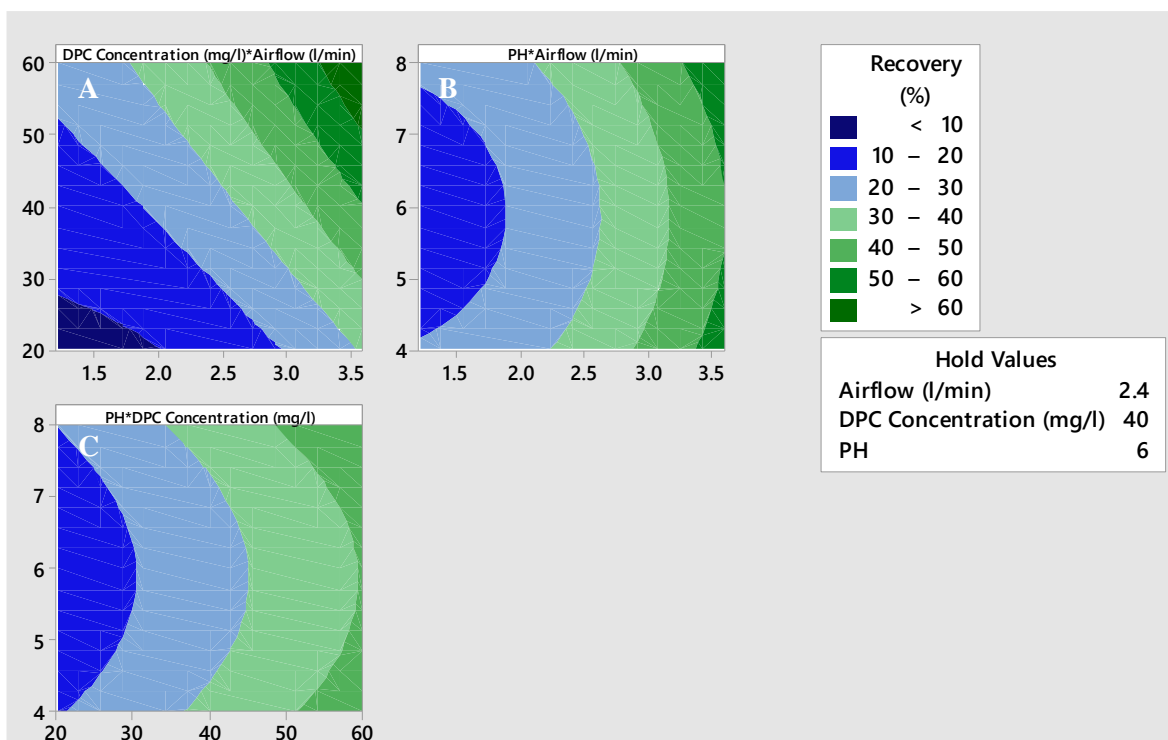 DPC Concentration (mg/l)*Airflow (l/min)
A
60
50
40
30
20
1.5 2.0 2.5 3.0 3.5
PH*Airflow (l/min)
B
8
7
6
5
4
1.5 2.0 2.5 3.0 3.5
PH*DPC Concentration (mg/l)
C
8
7
6
5
4
20 30 40 50 60
Recovery
(%)
< 10
10 – 20
20 – 30
30 – 40
40 – 50
50 – 60
> 60
Hold Values
Airflow (l/min) 2.4
DPC Concentration (mg/l) 40
PH 6